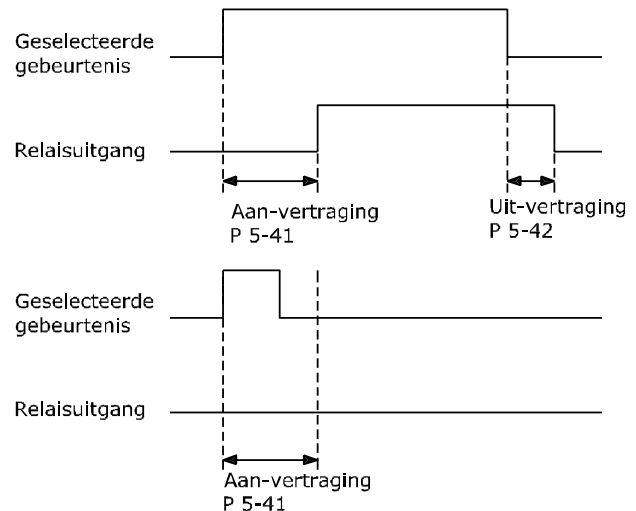 Geselecteerde
gebeurtenis
Relaisuitgang
Aan-vertraging
P 5-41
Uit-vertraging
P 5-42
Geselecteerde
gebeurtenis
Relaisuitgang
Aan-vertraging
P 5-41